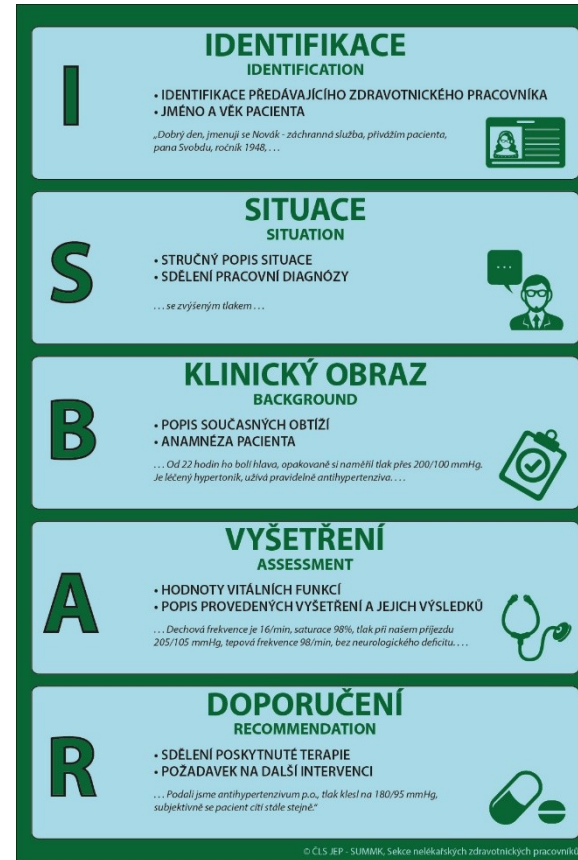 I
IDENTIFIKACE
IDENTIFICATION
• IDENTIFIKACE PŘEDÁVAJÍCÍHO ZDRAVOTNICKÉHO PRACOVNÍKA
• JMÉNO A VĚK PACIENTA
„Dobrý den, jmenuji se Novák - záchranná služba, přivážím pacienta,
pana Svobdu, ročník 1948, . . .
S
SITUACE
SITUATION
• STRUČNÝ POPIS SITUACE
• SDĚLENÍ PRACOVNÍ DIAGNÓZY
. . . se zvýšeným tlakem . . .
B
KLINICKÝ OBRAZ
BACKGROUND
• POPIS SOUČASNÝCH OBTÍŽÍ
• ANAMNÉZA PACIENTA
. . . Od 22 hodin ho bolí hlava, opakovaně si naměřil tlak přes 200/100 mmHg.
Je léčený hypertonik, užívá pravidelně antihypertenziva. . . .
A
VYŠETŘENÍ
ASSESSMENT
• HODNOTY VITÁLNÍCH FUNKCÍ
• POPIS PROVEDENÝCH VYŠETŘENÍ A JEJICH VÝSLEDKŮ
. . . Dechová frekvence je 16/min, saturace 98%, tlak při našem příjezdu
205/105 mmHg, tepová frekvence 98/min, bez neurologického deficitu. . . .
R
DOPORUČENÍ
RECOMMENDATION
• SDĚLENÍ POSKYTNUTÉ TERAPIE
• POŽADAVEK NA DALŠÍ INTERVENCI
. . . Podali jsme antihypertenzivum p.o., tlak klesl na 180/95 mmHg,
subjektivně se pacient cítí stále stejně."
© ČLS JEP - SUMMK, Sekce nelékařských zdravotnických pracovníků